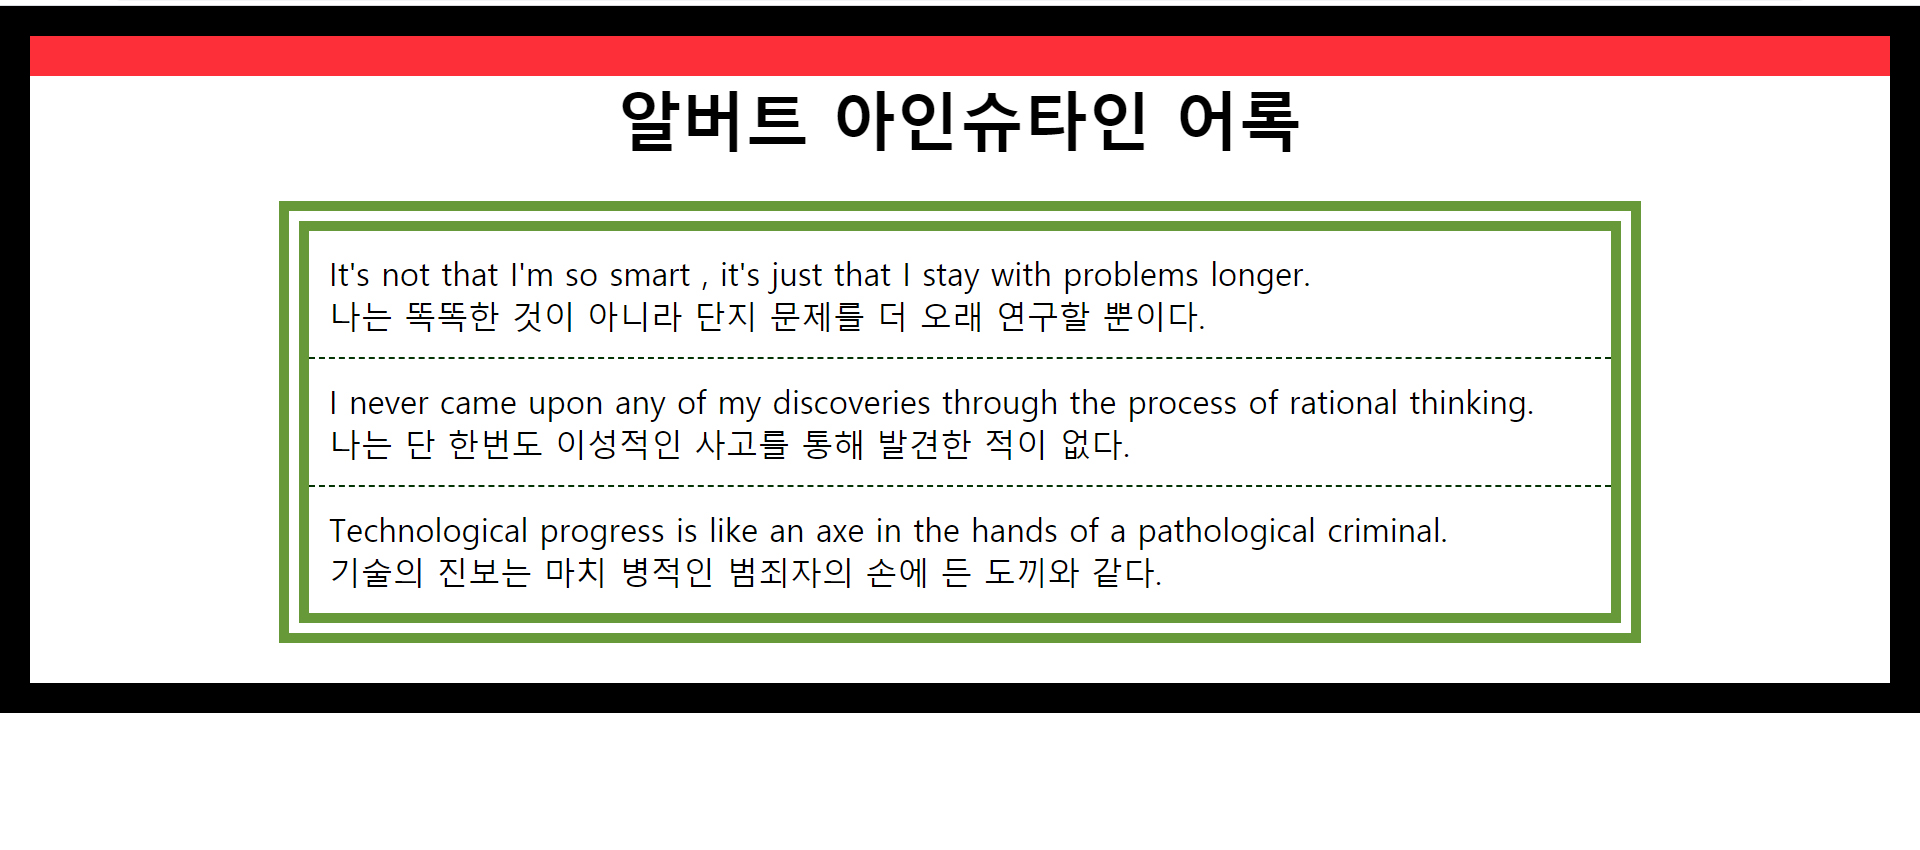 알버트 아인슈타인 어록
It's not that I'm so smart , it's just that I stay with problems longer.
나는 똑똑한 것이 아니라 단지 문제를 더 오래 연구할 뿐이다.
I never came upon any of my discoveries through the process of rational thinking.
나는 단 한번도 이성적인 사고를 통해 발견한 적이 없다.
Technological progress is like an axe in the hands of a pathological criminal.
기술의 진보는 마치 병적인 범죄자의 손에 든 도끼와 같다.